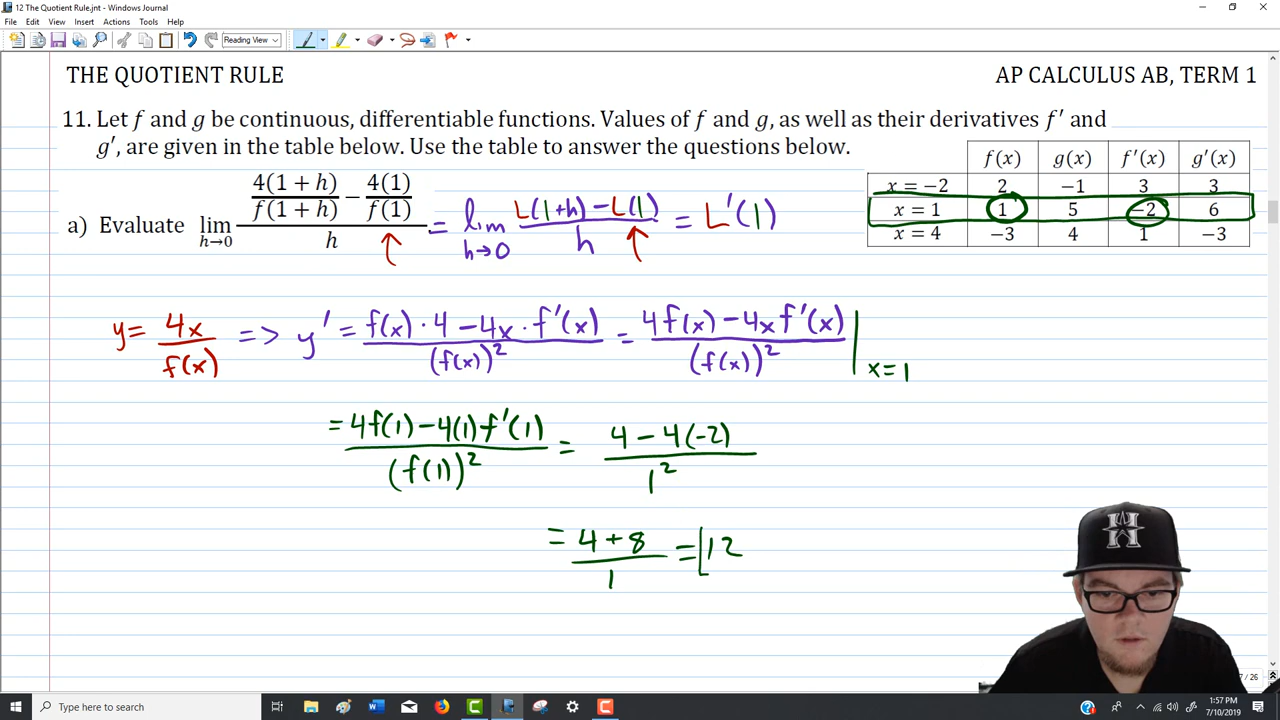 12 The Quotient Rule.jnt - Windows Journal
File Edit View Insert Actions Tools Help
Reading View
THE QUOTIENT RULE AP CALCULUS AB, TERM 1
11. Let f and g be continuous, differentiable functions. Values of f and g, as well as their derivatives f′ and
g′, are given in the table below. Use the table to answer the questions below.
f(x) g(x) f′(x) g′(x)
x = −2 2 −1 3 3
x = 1 1 5 −2 6
x = 4 −3 4 1 −3
a) Evaluate lim h→0 (4(1 + h)/f(1 + h) − 4(1)/f(1))/h = lim h→0 (L(1+h) − L(1))/h = L'(1)
y = 4x/f(x) => y' = (f(x) · 4 − 4x · f'(x))/(f(x))² = (4f(x) − 4x f'(x))/(f(x))² | x=1
= (4f(1) − 4(1)f'(1))/(f(1))² = (4 − 4(-2))/1²
= (4+8)/1 = 12
H
7 / 26
Type here to search
1:57 PM
7/10/2019